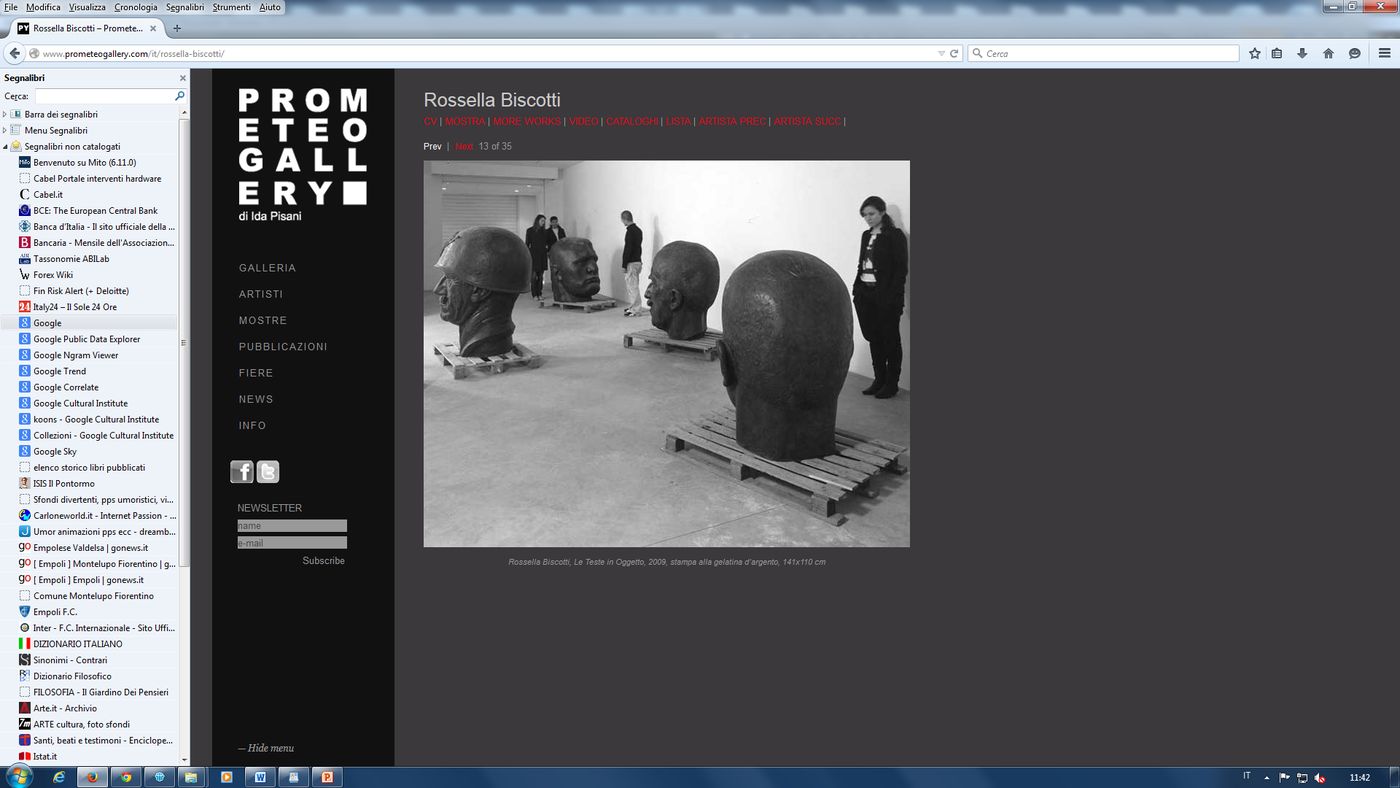 File Modifica Visualizza Cronologia Segnalibri Strumenti Aiuto
PY Rossella Biscotti – Promete...
www.prometeogallery.com/it/rossella-biscotti/
Cerca
Segnalibri
Cerca:
Barra dei segnalibri
Menu Segnalibri
Segnalibri non catalogati
Benvenuto su Mito (6.11.0)
Cabel Portale interventi hardware
Cabel.it
BCE: The European Central Bank
Banca d'Italia - Il sito ufficiale della ...
Bancaria - Mensile dell'Associazion...
Tassonomie ABILab
Forex Wiki
Fin Risk Alert (+ Deloitte)
Italy24 – Il Sole 24 Ore
Google
Google Public Data Explorer
Google Ngram Viewer
Google Trend
Google Correlate
Google Cultural Institute
koons - Google Cultural Institute
Collezioni - Google Cultural Institute
Google Sky
elenco storico libri pubblicati
ISIS Il Pontormo
Sfondi divertenti, pps umoristici, vi...
Carloneworld.it - Internet Passion - ...
Umor animazioni pps ecc - dreamb...
Empolese Valdelsa | gonews.it
[ Empoli ] Montelupo Fiorentino | g...
[ Empoli ] Empoli | gonews.it
Comune Montelupo Fiorentino
Empoli F.C.
Inter - F.C. Internazionale - Sito Uffi...
DIZIONARIO ITALIANO
Sinonimi - Contrari
Dizionario Filosofico
FILOSOFIA - Il Giardino Dei Pensieri
Arte.it - Archivio
ARTE cultura, foto sfondi
Santi, beati e testimoni - Enciclope...
Istat.it
PROM
ETEO
GALL
ERY
di Ida Pisani
GALLERIA
ARTISTI
MOSTRE
PUBBLICAZIONI
FIERE
NEWS
INFO
NEWSLETTER
name
e-mail
Subscribe
— Hide menu
Rossella Biscotti
CV | MOSTRA | MORE WORKS | VIDEO | CATALOGHI | LISTA | ARTISTA PREC | ARTISTA SUCC |
Prev | Next 13 of 35
Rossella Biscotti, Le Teste in Oggetto, 2009, stampa alla gelatina d'argento, 141x110 cm
IT
11:42